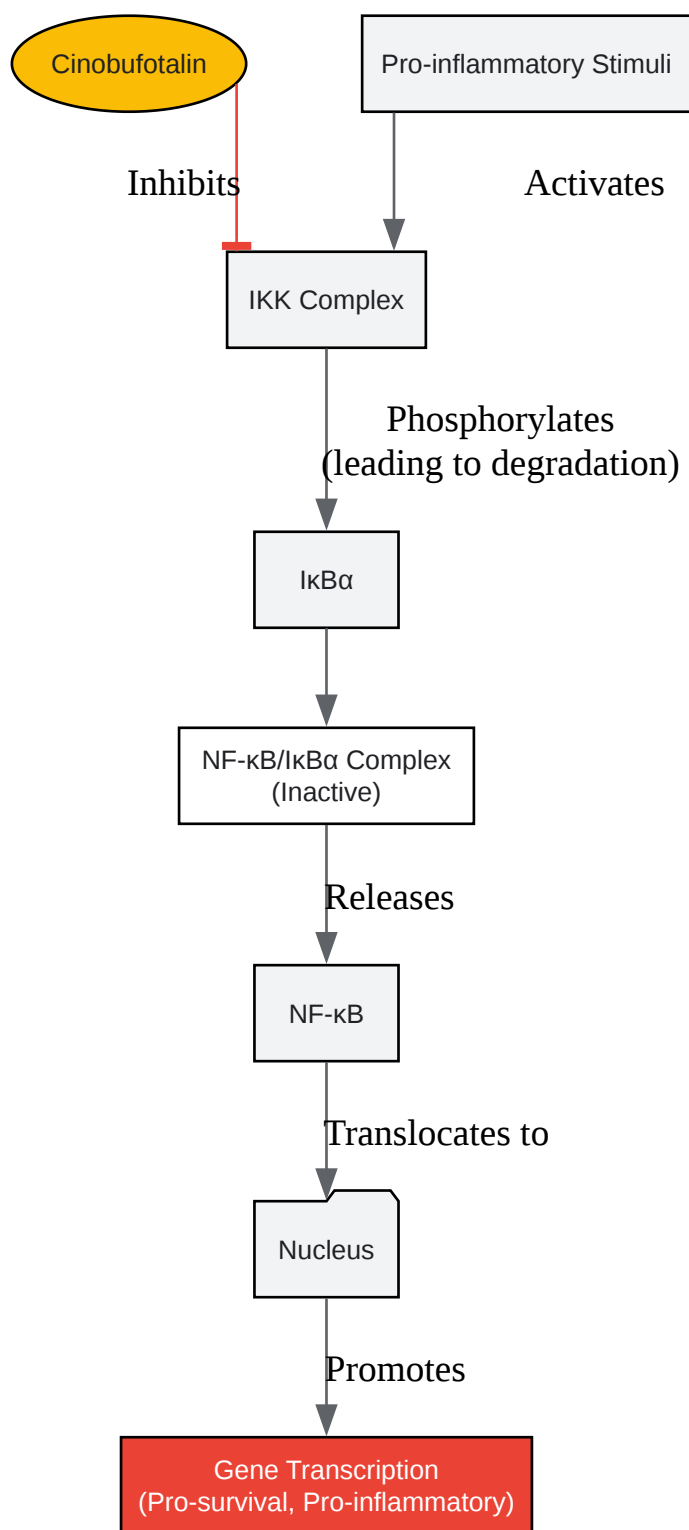 Cinobufotalin
Pro-inflammatory Stimuli
Inhibits
Activates
IKK Complex
Phosphorylates
(leading to degradation)
IκBα
NF-κB/IκBα Complex
(Inactive)
Releases
NF-κB
Translocates to
Nucleus
Promotes
Gene Transcription
(Pro-survival, Pro-inflammatory)